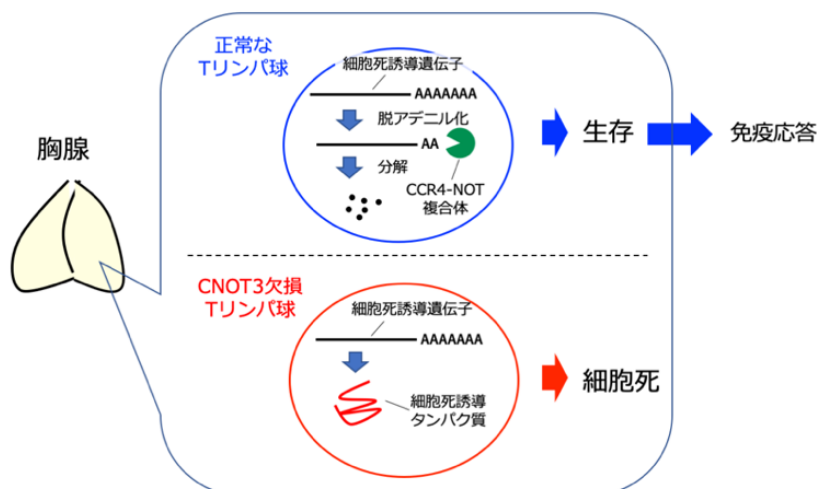 正常な
Tリンパ球
細胞死誘導遺伝子
AAAAAAA
脱アデニル化
AA
分解
CCR4-NOT
複合体
生存
免疫応答
胸腺
CNOT3欠損
Tリンパ球
細胞死誘導遺伝子
AAAAAAA
細胞死誘導
タンパク質
細胞死